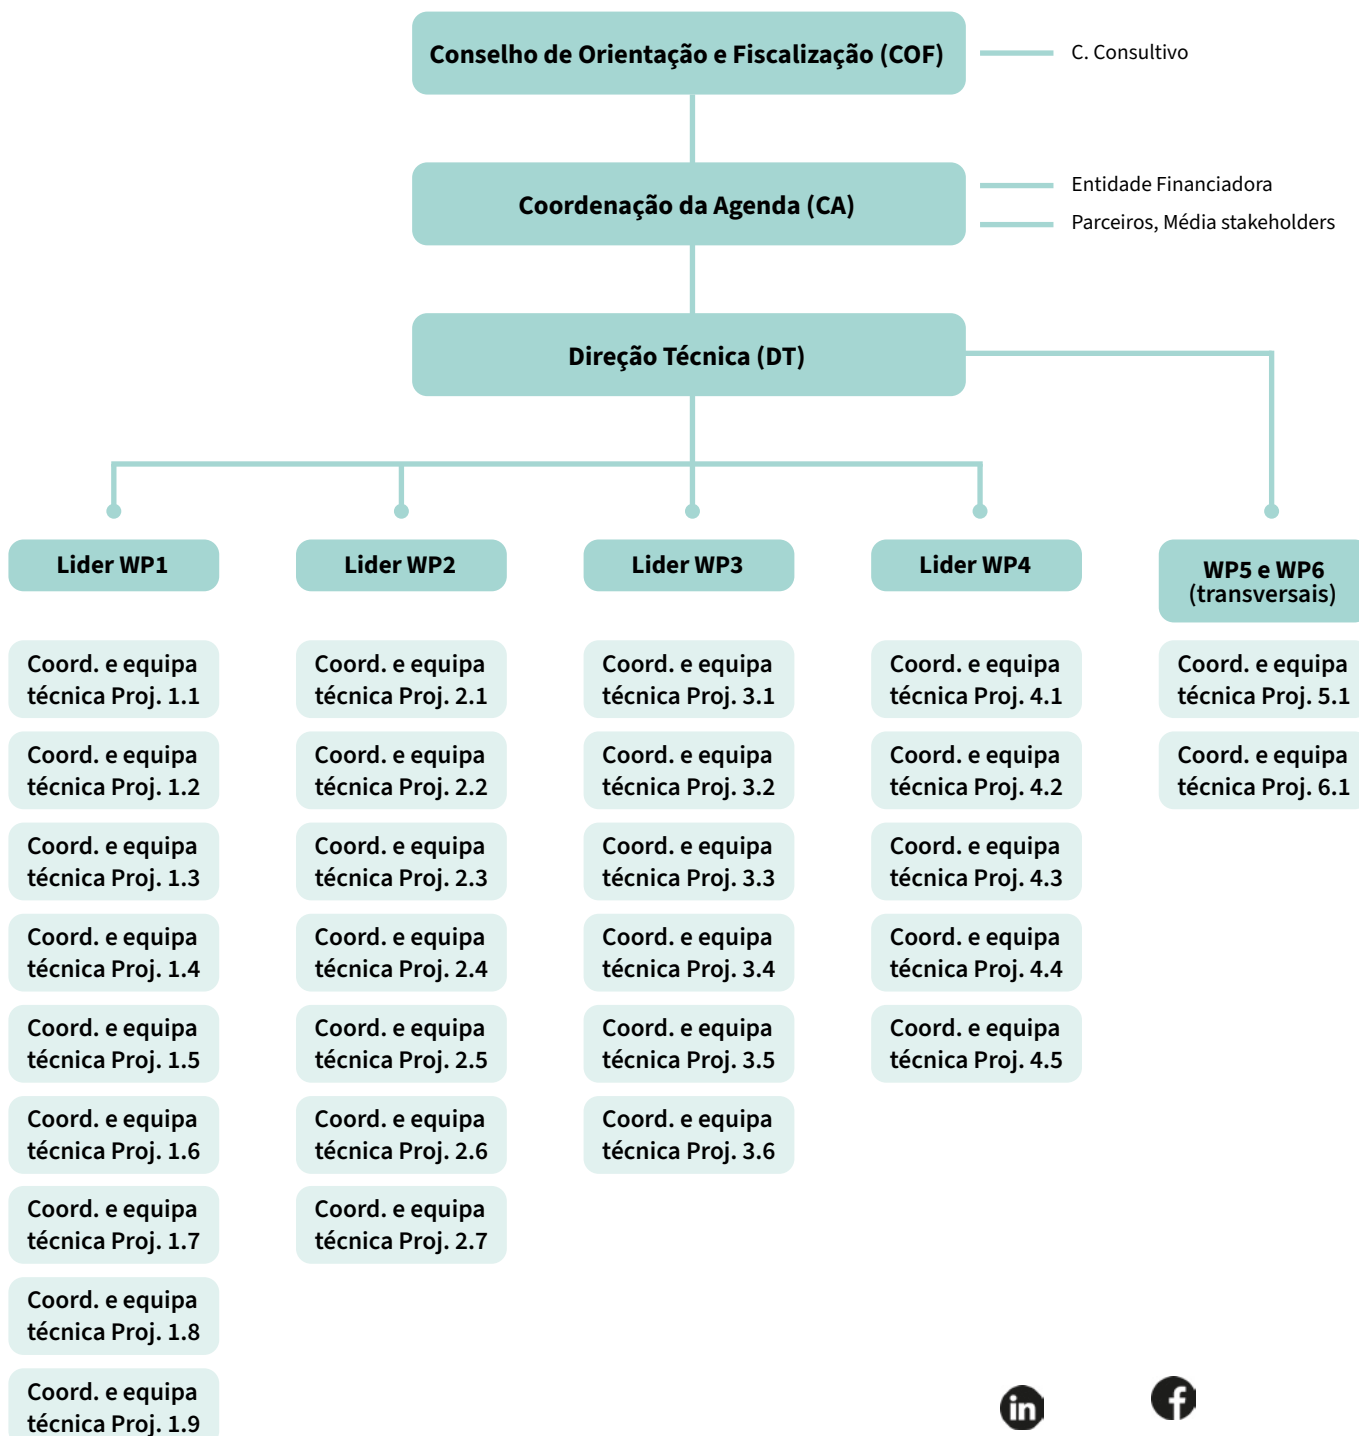 Conselho de Orientação e Fiscalização (COF)
C. Consultivo
Coordenação da Agenda (CA)
Entidade Financiadora
Parceiros, Média stakeholders
Direção Técnica (DT)
Lider WP1
Coord. e equipa
técnica Proj. 1.1
Coord. e equipa
técnica Proj. 1.2
Coord. e equipa
técnica Proj. 1.3
Coord. e equipa
técnica Proj. 1.4
Coord. e equipa
técnica Proj. 1.5
Coord. e equipa
técnica Proj. 1.6
Coord. e equipa
técnica Proj. 1.7
Coord. e equipa
técnica Proj. 1.8
Coord. e equipa
técnica Proj. 1.9
Lider WP2
Coord. e equipa
técnica Proj. 2.1
Coord. e equipa
técnica Proj. 2.2
Coord. e equipa
técnica Proj. 2.3
Coord. e equipa
técnica Proj. 2.4
Coord. e equipa
técnica Proj. 2.5
Coord. e equipa
técnica Proj. 2.6
Coord. e equipa
técnica Proj. 2.7
Lider WP3
Coord. e equipa
técnica Proj. 3.1
Coord. e equipa
técnica Proj. 3.2
Coord. e equipa
técnica Proj. 3.3
Coord. e equipa
técnica Proj. 3.4
Coord. e equipa
técnica Proj. 3.5
Coord. e equipa
técnica Proj. 3.6
Lider WP4
Coord. e equipa
técnica Proj. 4.1
Coord. e equipa
técnica Proj. 4.2
Coord. e equipa
técnica Proj. 4.3
Coord. e equipa
técnica Proj. 4.4
Coord. e equipa
técnica Proj. 4.5
WP5 e WP6
(transversais)
Coord. e equipa
técnica Proj. 5.1
Coord. e equipa
técnica Proj. 6.1
in
f